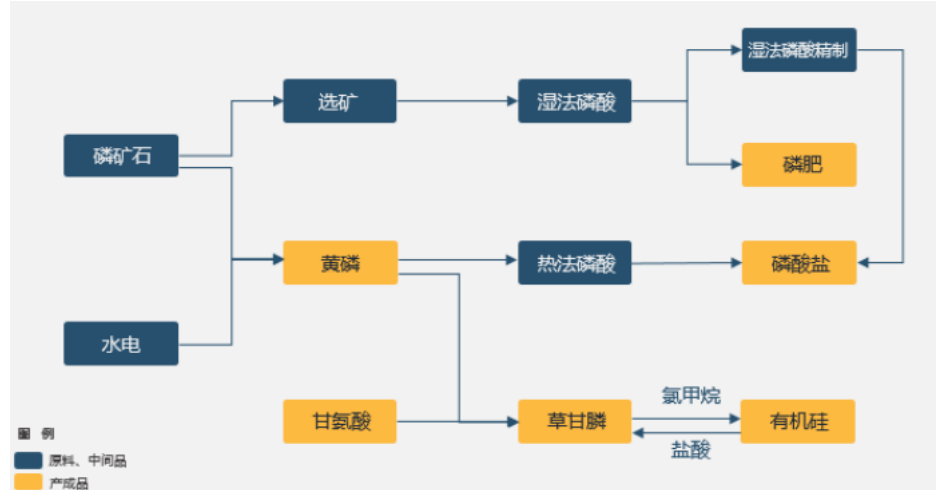 湿法磷酸精制
选矿
湿法磷酸
磷矿石
磷肥
黄磷
热法磷酸
磷酸盐
水电
氯甲烷
甘氨酸
草甘膦
有机硅
盐酸
图 例
原料、中间品
产成品